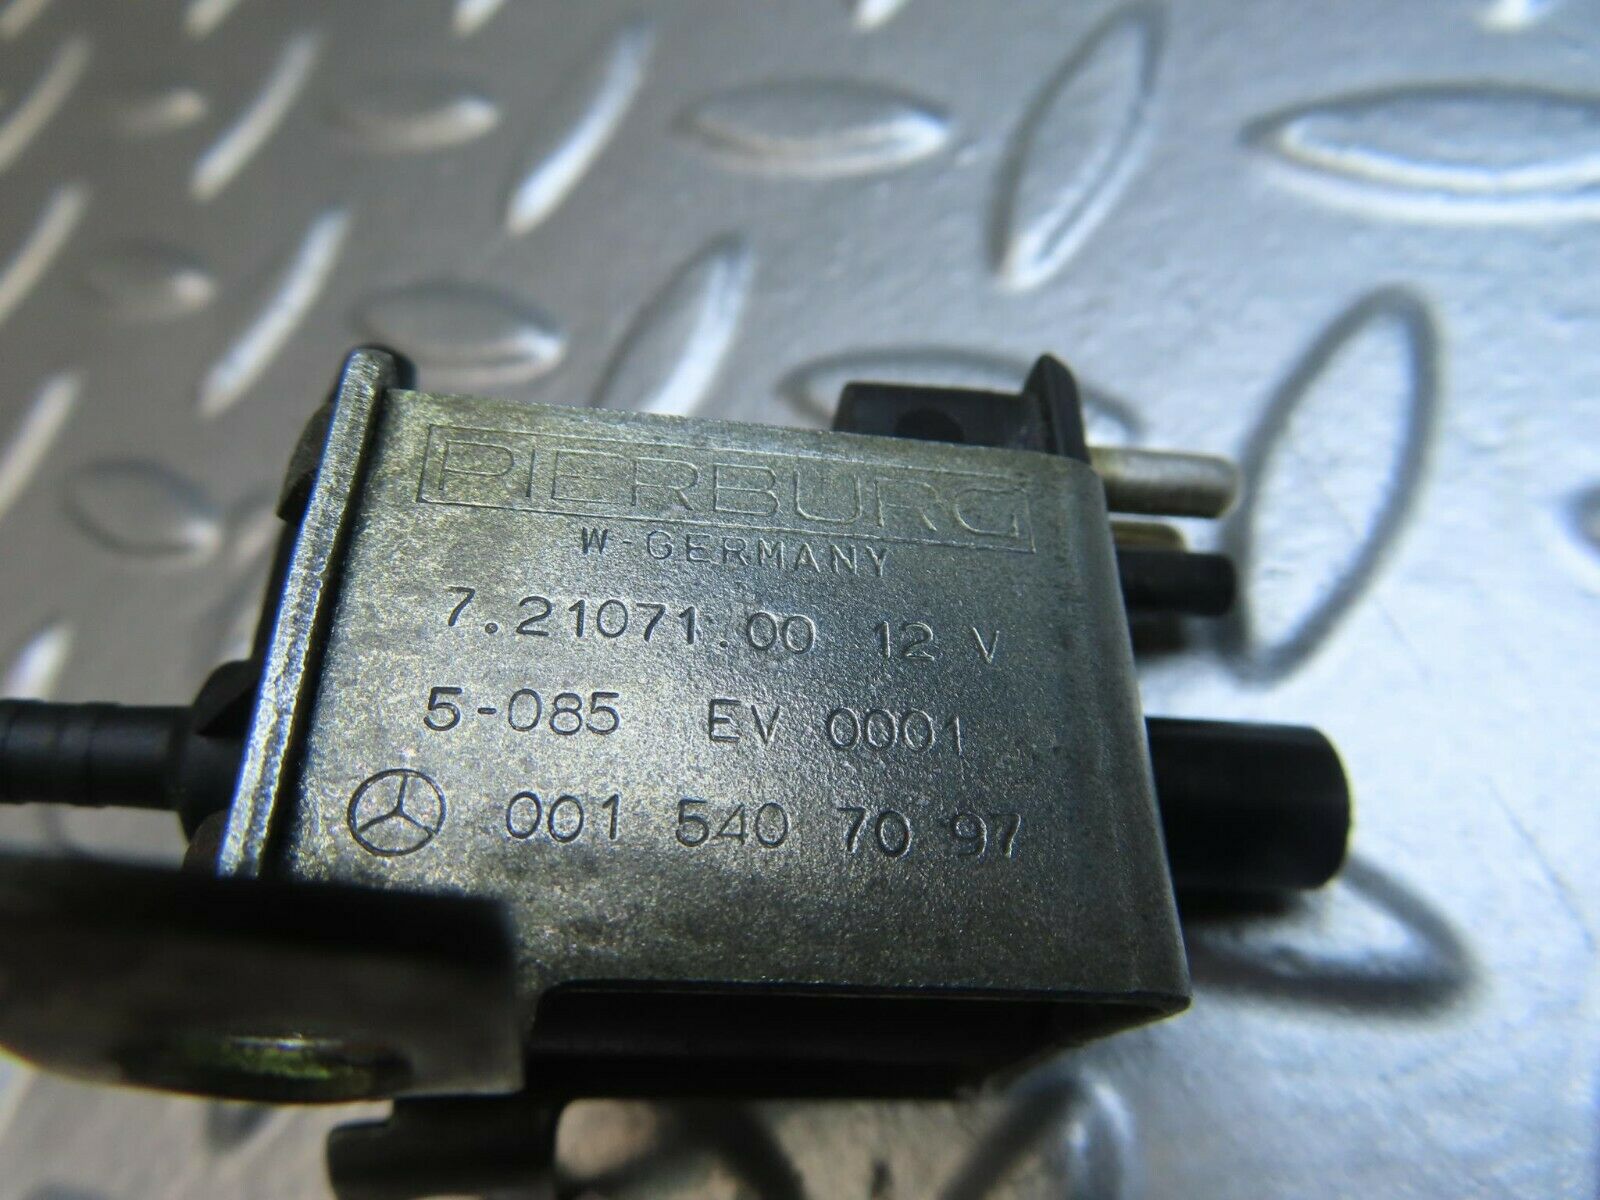 PIERBURG
W-GERMANY
7.21071.00 12 V
5-085 EV 0001
001 540 70 97